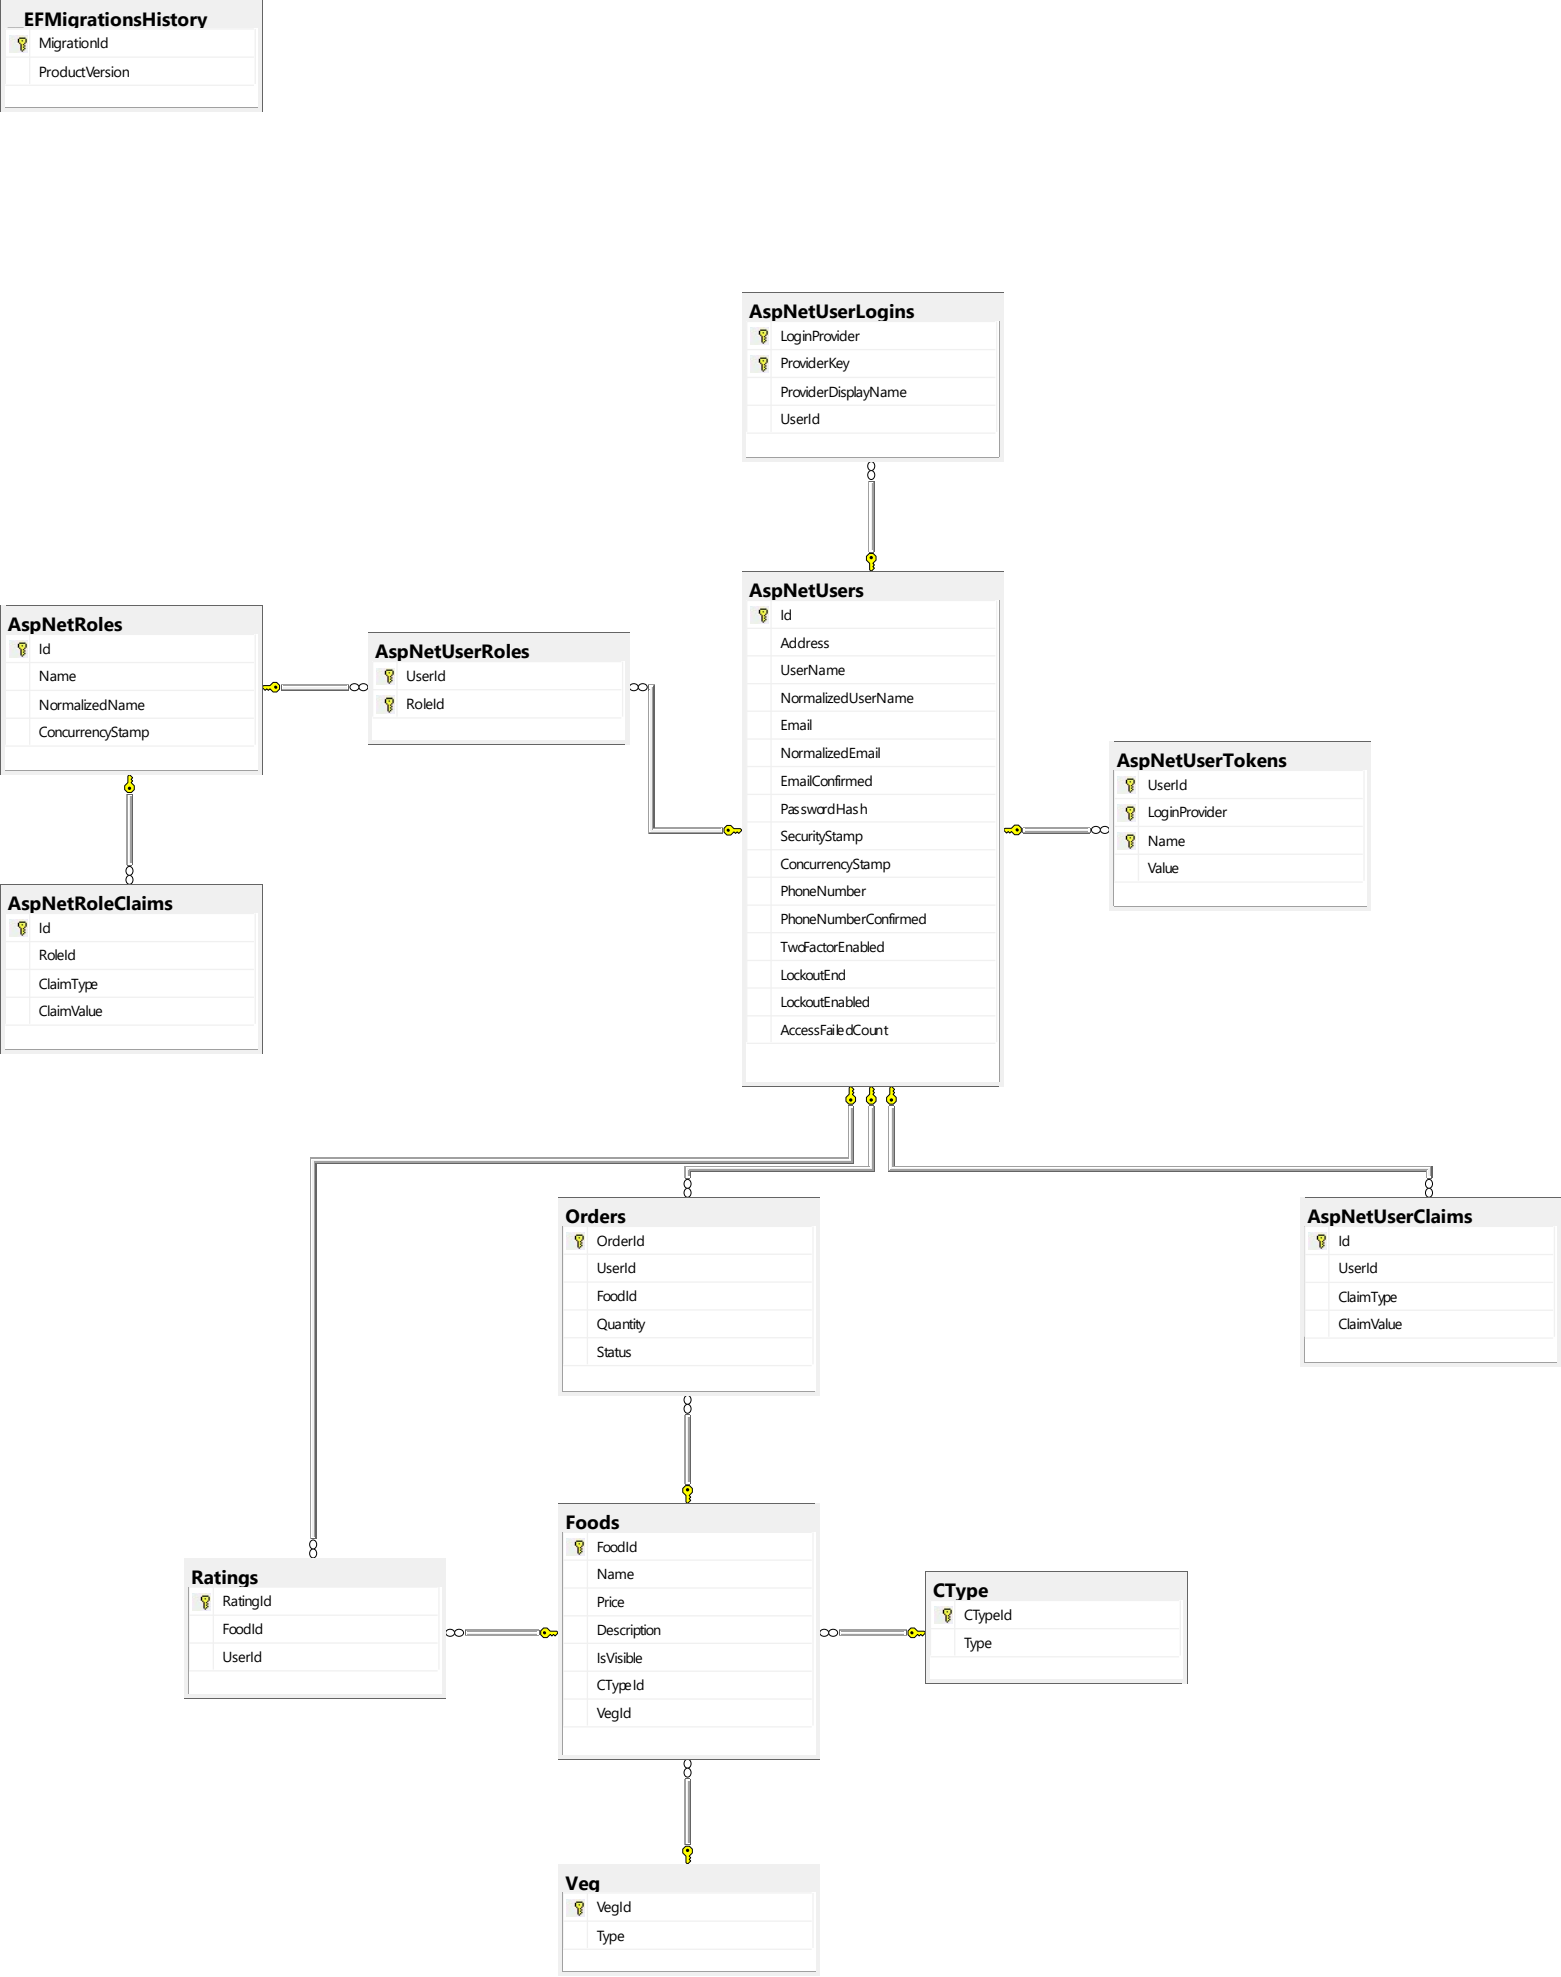 __EFMigrationsHistory
MigrationId
ProductVersion
AspNetUserLogins
LoginProvider
ProviderKey
ProviderDisplayName
UserId
AspNetUsers
Id
Address
UserName
NormalizedUserName
Email
NormalizedEmail
EmailConfirmed
PasswordHash
SecurityStamp
ConcurrencyStamp
PhoneNumber
PhoneNumberConfirmed
TwoFactorEnabled
LockoutEnd
LockoutEnabled
AccessFailedCount
AspNetRoles
Id
Name
NormalizedName
ConcurrencyStamp
AspNetUserRoles
UserId
RoleId
AspNetUserTokens
UserId
LoginProvider
Name
Value
AspNetRoleClaims
Id
RoleId
ClaimType
ClaimValue
Orders
OrderId
UserId
FoodId
Quantity
Status
AspNetUserClaims
Id
UserId
ClaimType
ClaimValue
Foods
FoodId
Name
Price
Description
IsVisible
CTypeId
VegId
Ratings
RatingId
FoodId
UserId
CType
CTypeId
Type
Veg
VegId
Type